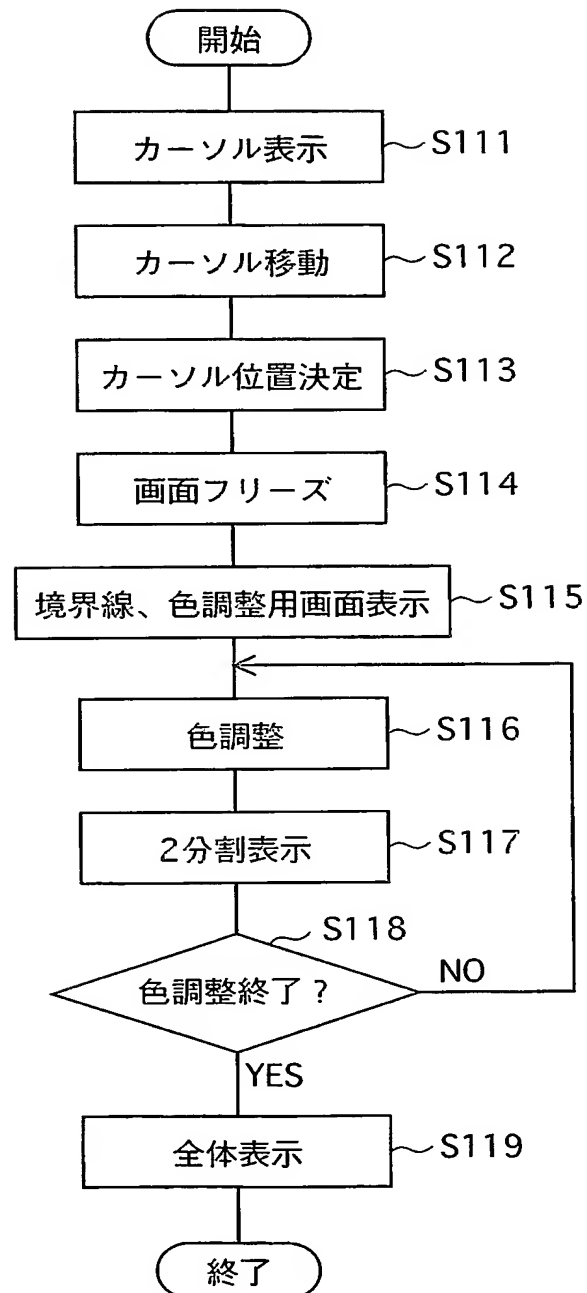 開始
カーソル表示 S111
カーソル移動 S112
カーソル位置決定 S113
画面フリーズ S114
境界線、色調整用画面表示 S115
色調整 S116
2分割表示 S117
S118
色調整終了? NO
YES
全体表示 S119
終了